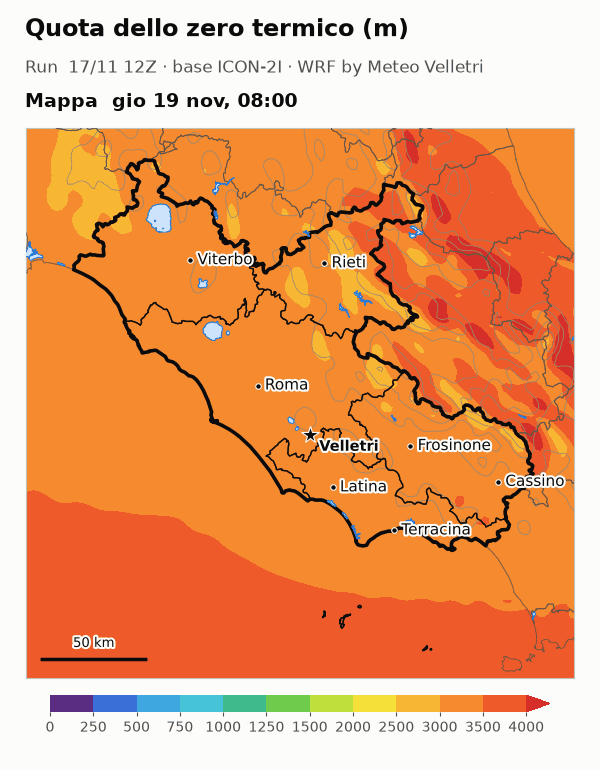 Quota dello zero termico (m)
Run  17/11 12Z · base ICON-2I · WRF by Meteo Velletri
Mappa  gio 19 nov, 08:00
Viterbo
Rieti
Roma
Velletri
Frosinone
Latina
Cassino
Terracina
50 km
0 250 500 750 1000 1250 1500 2000 2500 3000 3500 4000